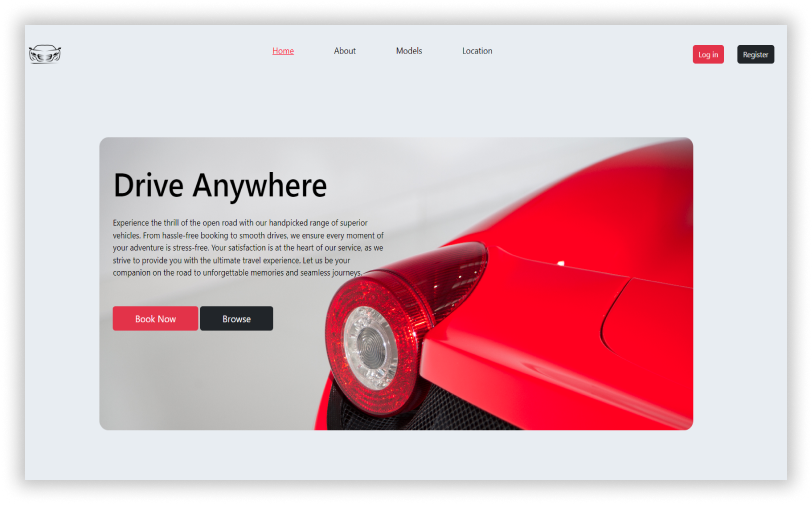 Home About Models Location Log in Register
Drive Anywhere
Experience the thrill of the open road with our handpicked range of superior
vehicles. From hassle-free booking to smooth drives, we ensure every moment of
your adventure is stress-free. Your satisfaction is at the heart of our service, as we
strive to provide you with the ultimate travel experience. Let us be your
companion on the road to unforgettable memories and seamless journeys.
Book Now Browse